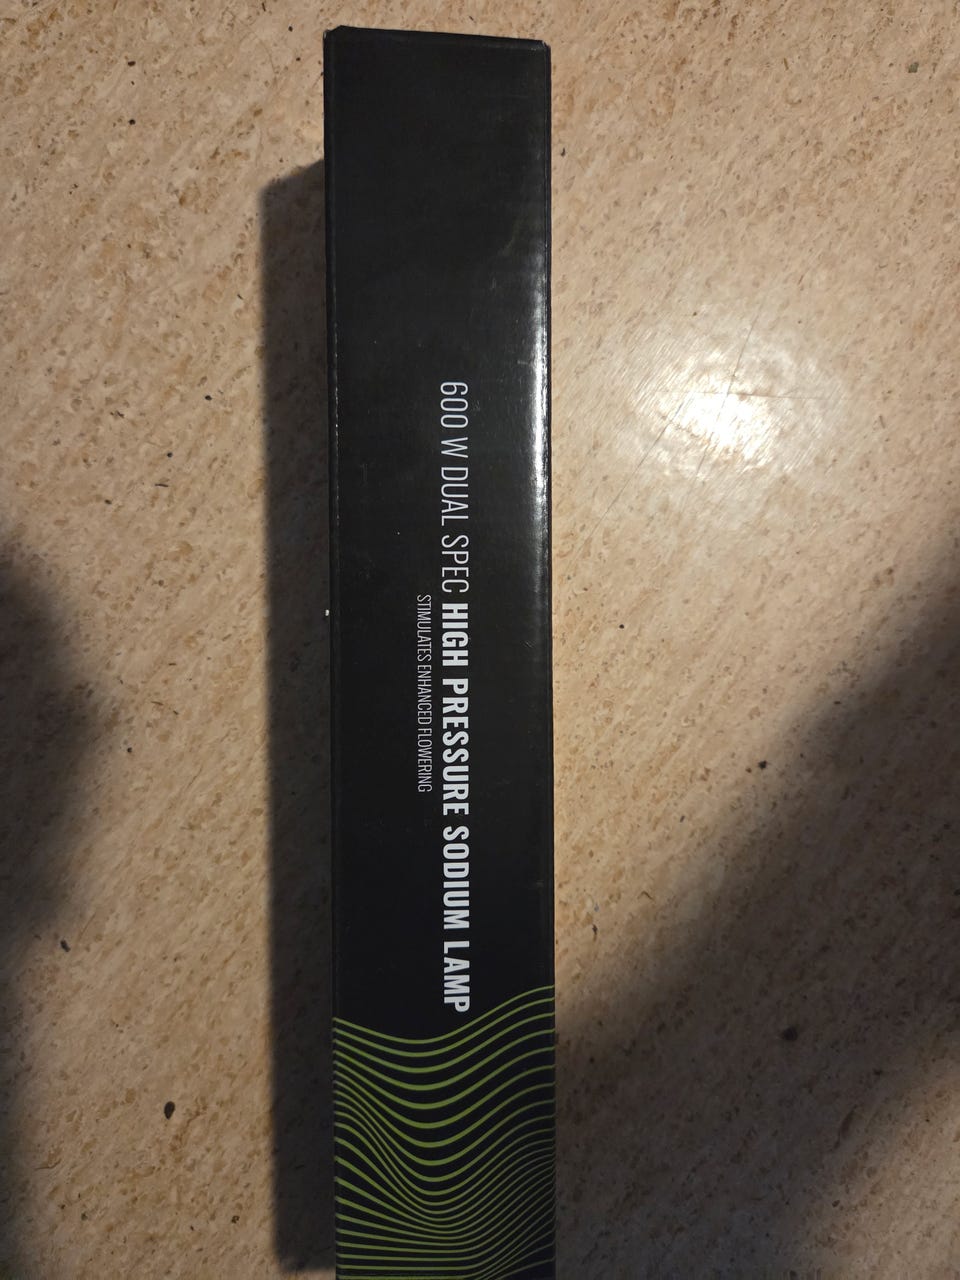 600 W DUAL SPEC HIGH PRESSURE SODIUM LAMP
STIMULATES ENHANCED FLOWERING